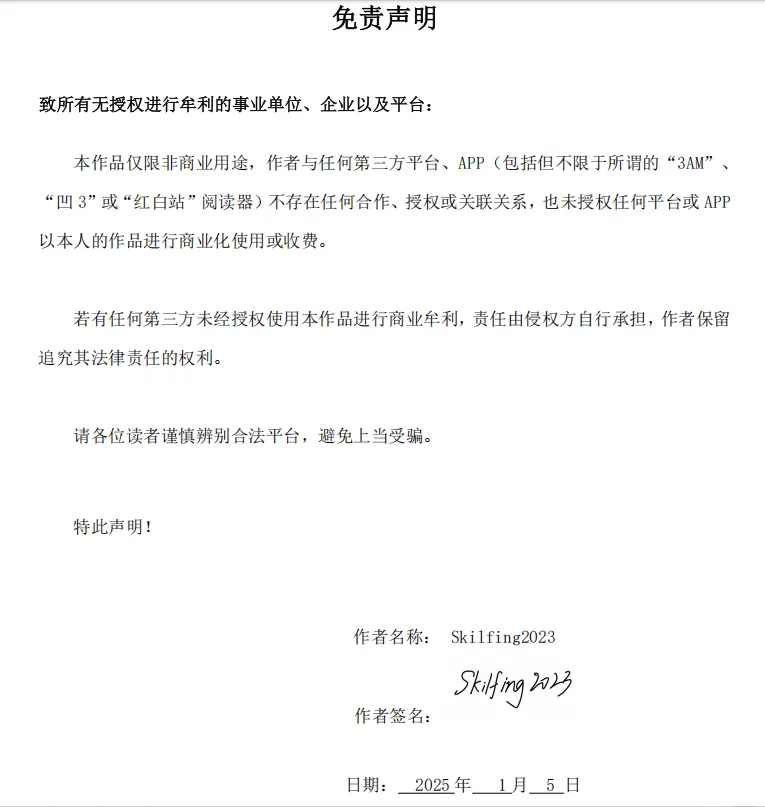 免责声明
致所有无授权进行牟利的事业单位、企业以及平台：
本作品仅限非商业用途，作者与任何第三方平台、APP（包括但不限于所谓的“3AM”、
“凹 3”或“红白站”阅读器）不存在任何合作、授权或关联关系，也未授权任何平台或 APP
以本人的作品进行商业化使用或收费。
若有任何第三方未经授权使用本作品进行商业牟利，责任由侵权方自行承担，作者保留
追究其法律责任的权利。
请各位读者谨慎辨别合法平台，避免上当受骗。
特此声明！
作者名称： Skilfing2023
Skilfing2023
作者签名：
日期： 2025 年 1 月 5 日